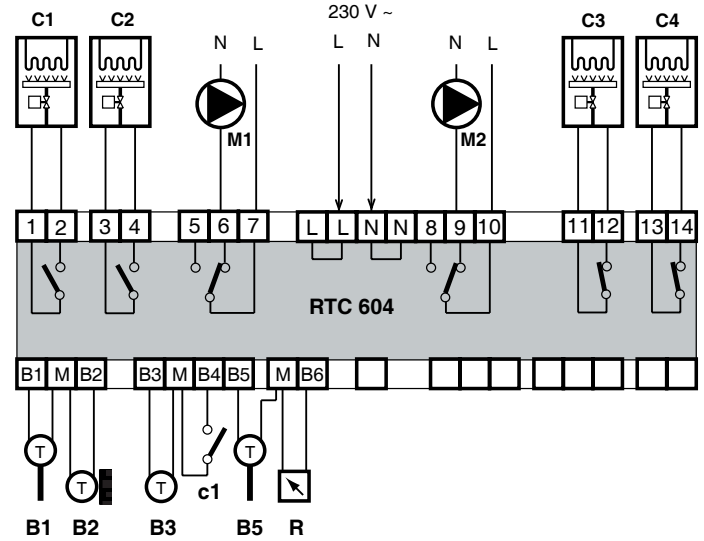 230 V ~
C1 C2 C3 C4
N L L N N L
M1 M2
1 2 3 4 5 6 7 L L N N 8 9 10 11 12 13 14
RTC 604
B1 M B2 B3 M B4 B5 M B6
T T T T
c1
B1 B2 B3 B5 R